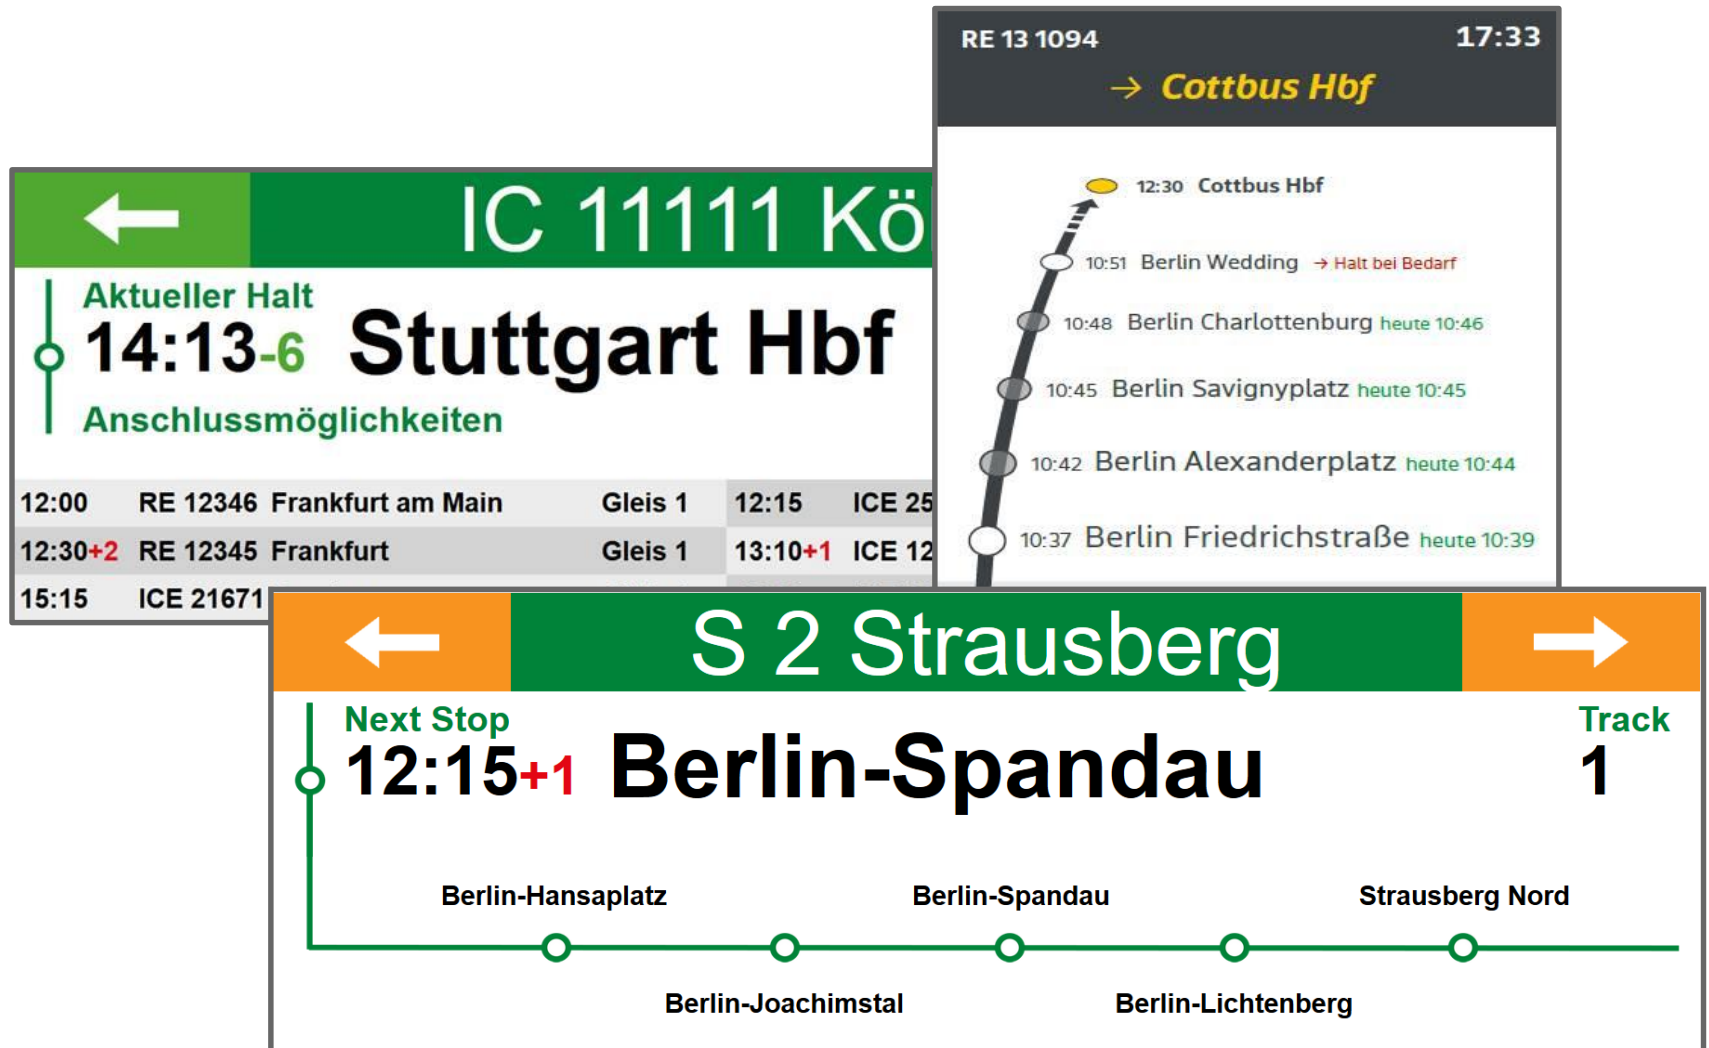 RE 13 1094 17:33
→ Cottbus Hbf
12:30 Cottbus Hbf
10:51 Berlin Wedding → Halt bei Bedarf
10:48 Berlin Charlottenburg heute 10:46
10:45 Berlin Savignyplatz heute 10:45
10:42 Berlin Alexanderplatz heute 10:44
10:37 Berlin Friedrichstraße heute 10:39
IC 11111 Kö
Aktueller Halt
14:13-6 Stuttgart Hbf
Anschlussmöglichkeiten
12:00 RE 12346 Frankfurt am Main Gleis 1 12:15 ICE 25
12:30+2 RE 12345 Frankfurt Gleis 1 13:10+1 ICE 12
15:15 ICE 21671
S 2 Strausberg
Next Stop Track
12:15+1 Berlin-Spandau 1
Berlin-Hansaplatz Berlin-Spandau Strausberg Nord
Berlin-Joachimstal Berlin-Lichtenberg